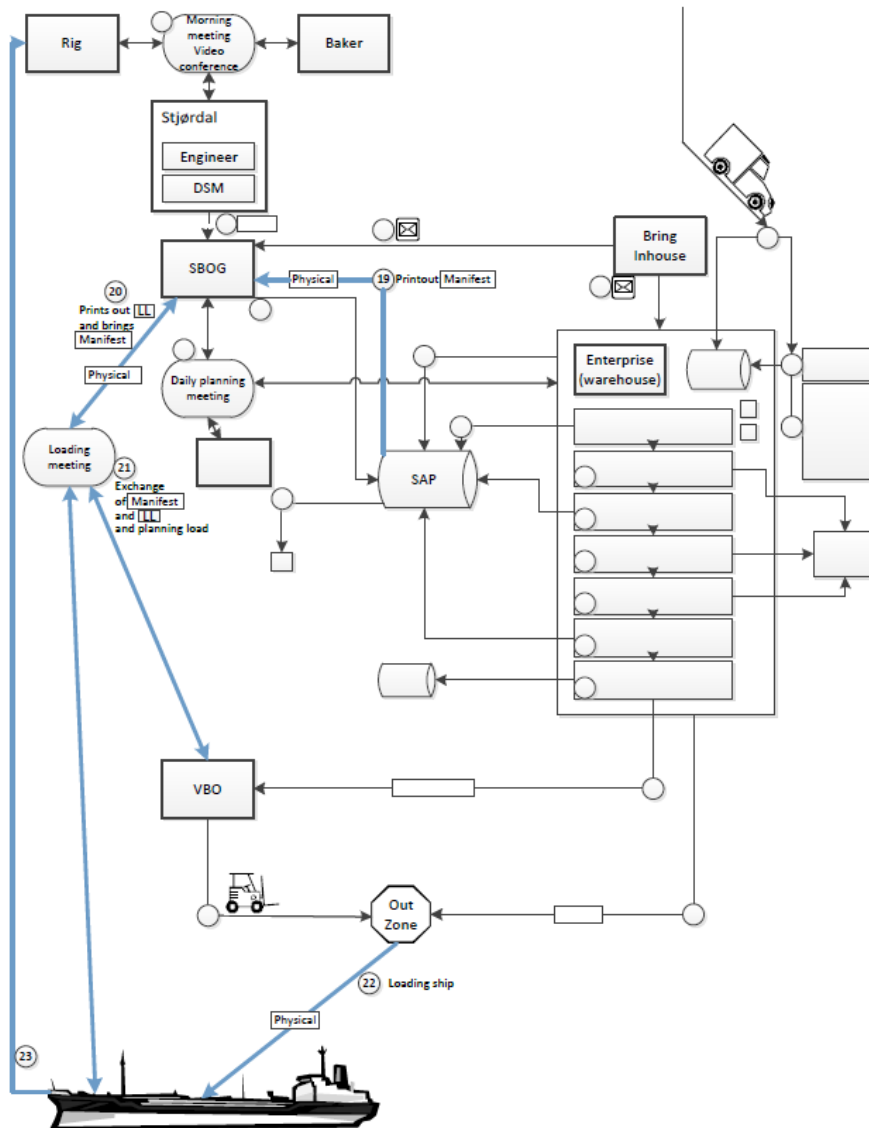 Rig
Morning
meeting
Video
conference
Baker
Stjørdal
Engineer
DSM
SBOG
Bring
Inhouse
Physical
19 Printout Manifest
20
Prints out LL
and brings
Manifest
Physical
Enterprise
(warehouse)
Daily planning
meeting
Loading
meeting
21
Exchange
of Manifest
and LL
and planning load
SAP
VBO
Out
Zone
22 Loading ship
Physical
23